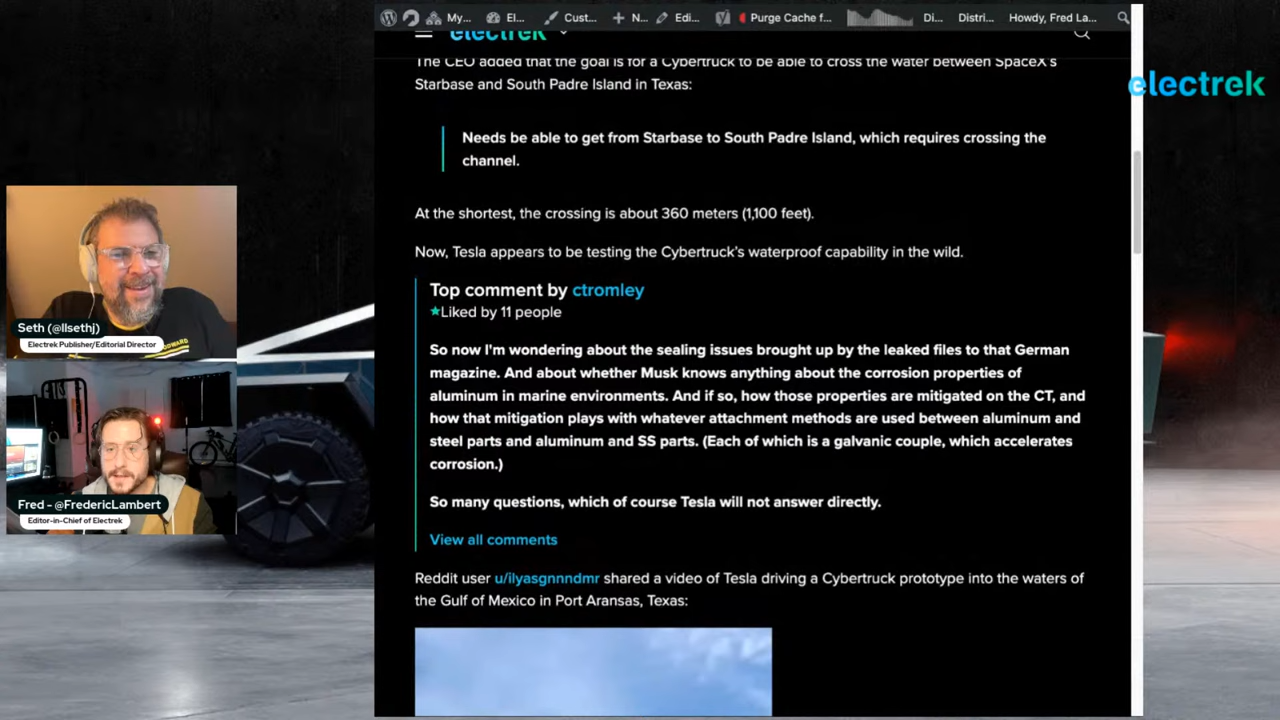 My...
El...
Cust...
N...
Edi...
Purge Cache f...
Di...
Distri...
Howdy, Fred La...
electrek
The CEO added that the goal is for a Cybertruck to be able to cross the water between SpaceX's
Starbase and South Padre Island in Texas:
electrek
Needs be able to get from Starbase to South Padre Island, which requires crossing the
channel.
At the shortest, the crossing is about 360 meters (1,100 feet).
Now, Tesla appears to be testing the Cybertruck's waterproof capability in the wild.
Top comment by ctromley
Liked by 11 people
So now I'm wondering about the sealing issues brought up by the leaked files to that German
magazine. And about whether Musk knows anything about the corrosion properties of
aluminum in marine environments. And if so, how those properties are mitigated on the CT, and
how that mitigation plays with whatever attachment methods are used between aluminum and
steel parts and aluminum and SS parts. (Each of which is a galvanic couple, which accelerates
corrosion.)
So many questions, which of course Tesla will not answer directly.
View all comments
Reddit user u/ilyasgnnndmr shared a video of Tesla driving a Cybertruck prototype into the waters of
the Gulf of Mexico in Port Aransas, Texas:
Seth (@llsethj)
Electrek Publisher/Editorial Director
Fred - @FredericLambert
Editor-in-Chief of Electrek